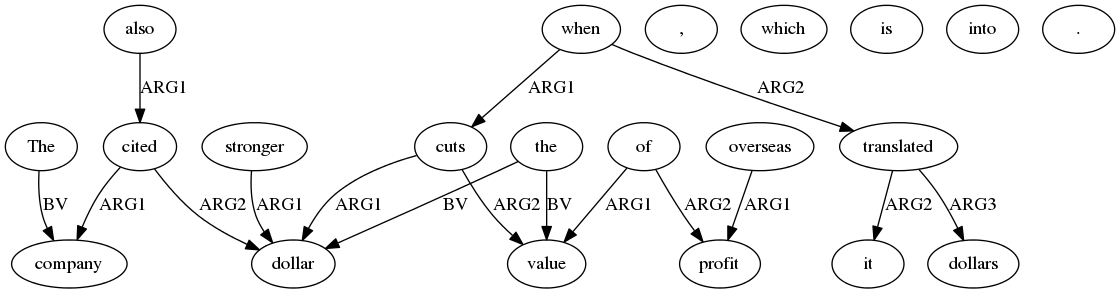 also when , which is into .
ARG1 ARG1 ARG2
The cited stronger cuts the of overseas translated
BV ARG1 ARG2 ARG1 ARG1 BV ARG2 BV ARG1 ARG2 ARG1 ARG2 ARG3
company dollar value profit it dollars